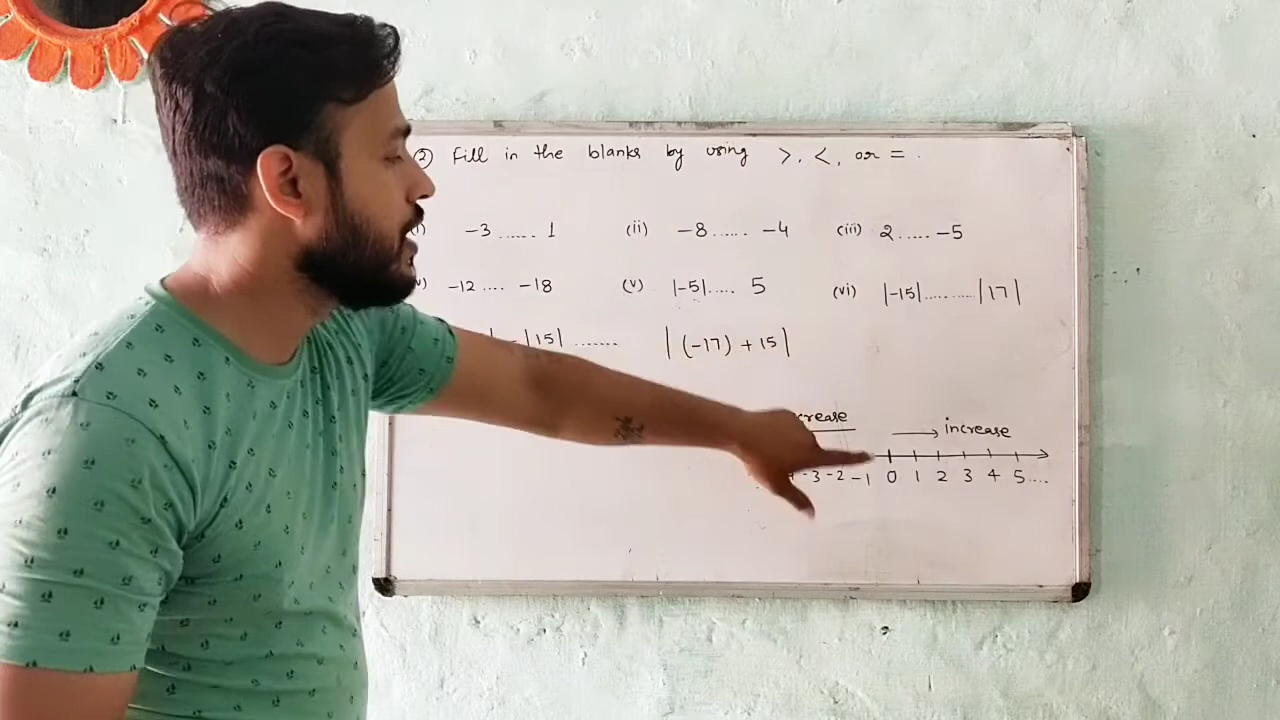 2) Fill in the blanks by using >, <, or = .
-3 ...... 1 (ii) -8 ...... -4 (iii) 2 ..... -5
-12 .... -18 (v) |-5| .... 5 (vi) |-15| ......... |17|
- |15| ........ |(-17) + 15|
increase
-3 -2 -1 0 1 2 3 4 5 ....